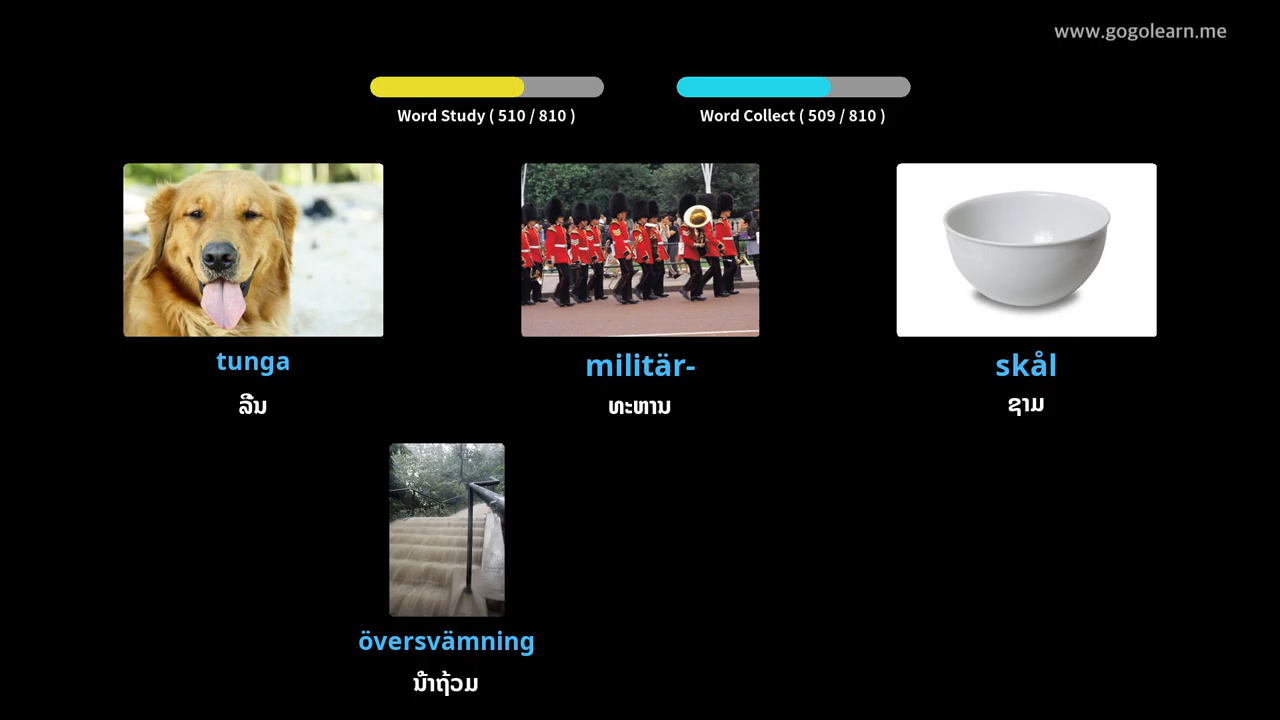 www.gogolearn.me
Word Study ( 510 / 810 )
Word Collect ( 509 / 810 )
tunga
ລີ້ນ
militär-
ທະຫານ
skål
ຊາມ
översvämning
ນ້ຳຖ້ວມ